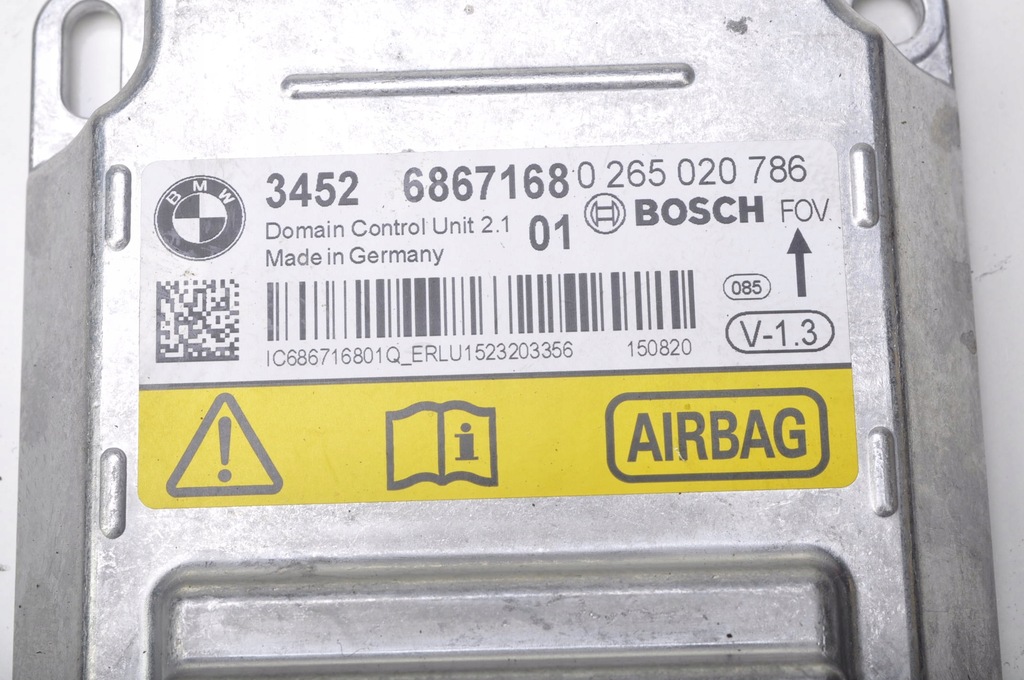 BMW
3452 6867168 0 265 020 786
Domain Control Unit 2.1 01 BOSCH FOV
Made in Germany
085
IC686716801Q_ERLU1523203356 150820 V-1.3
i AIRBAG